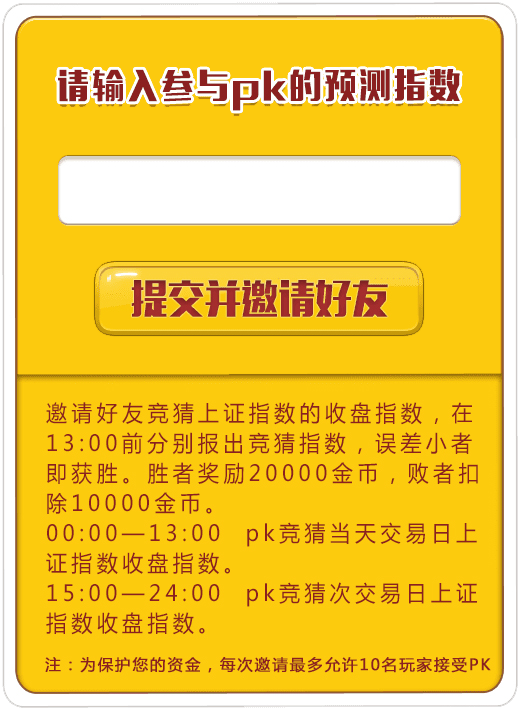 请输入参与pk的预测指数
提交并邀请好友
邀请好友竞猜上证指数的收盘指数，在
13:00前分别报出竞猜指数，误差小者
即获胜。胜者奖励20000金币，败者扣
除10000金币。
00:00—13:00 pk竞猜当天交易日上
证指数收盘指数。
15:00—24:00 pk竞猜次交易日上证
指数收盘指数。
注：为保护您的资金，每次邀请最多允许10名玩家接受PK